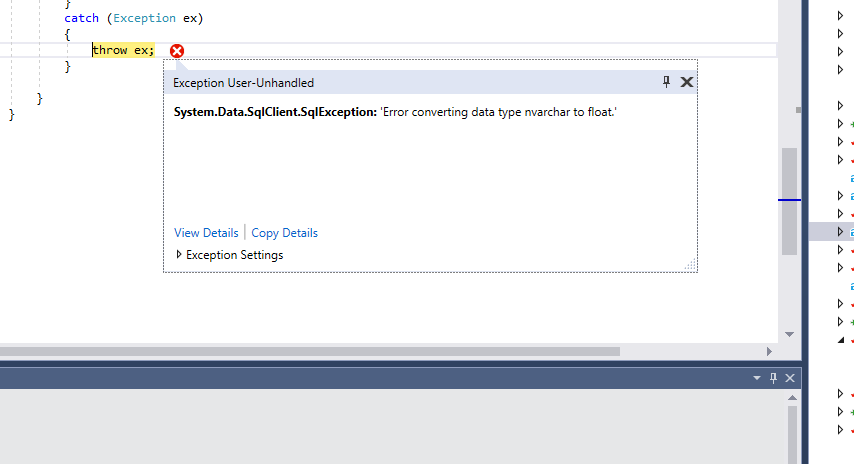 }
catch (Exception ex)
{
throw ex;
}
}
}
Exception User-Unhandled
System.Data.SqlClient.SqlException: 'Error converting data type nvarchar to float.'
View Details | Copy Details
Exception Settings